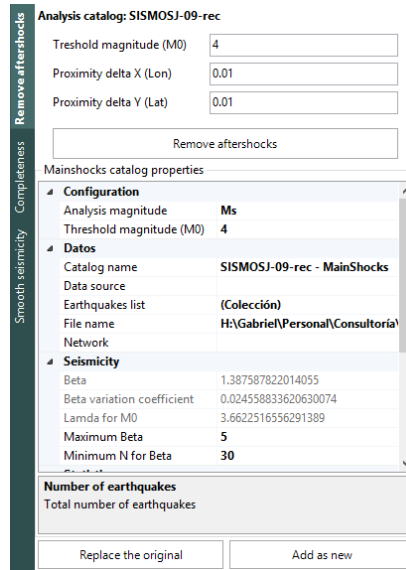 Remove aftershocks
Completeness
Smooth seismicity
Analysis catalog: SISMOSJ-09-rec
Treshold magnitude (M0) 4
Proximity delta X (Lon) 0.01
Proximity delta Y (Lat) 0.01
Remove aftershocks
Mainshocks catalog properties
Configuration
Analysis magnitude Ms
Threshold magnitude (M0) 4
Datos
Catalog name SISMOSJ-09-rec - MainShocks
Data source
Earthquakes list (Colección)
File name H:\Gabriel\Personal\Consultoría\
Network
Seismicity
Beta 1.387587822014055
Beta variation coefficient 0.024558833620630074
Lamda for M0 3.6622516556291389
Maximum Beta 5
Minimum N for Beta 30
Number of earthquakes
Total number of earthquakes
Replace the original Add as new